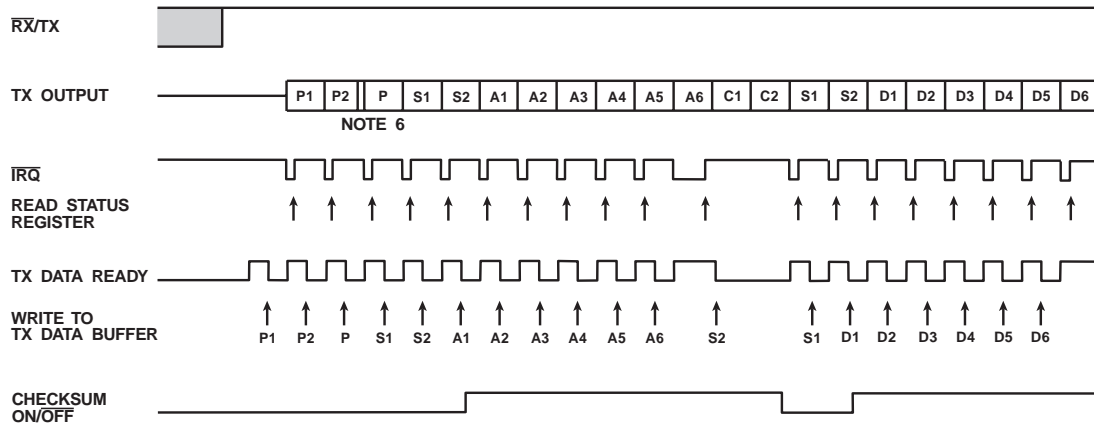 RX/TX
TX OUTPUT
P1 P2 P S1 S2 A1 A2 A3 A4 A5 A6 C1 C2 S1 S2 D1 D2 D3 D4 D5 D6
NOTE 6
IRQ
READ STATUS
REGISTER
TX DATA READY
WRITE TO
TX DATA BUFFER
P1 P2 P S1 S2 A1 A2 A3 A4 A5 A6 S2 S1 D1 D2 D3 D4 D5 D6
CHECKSUM
ON/OFF